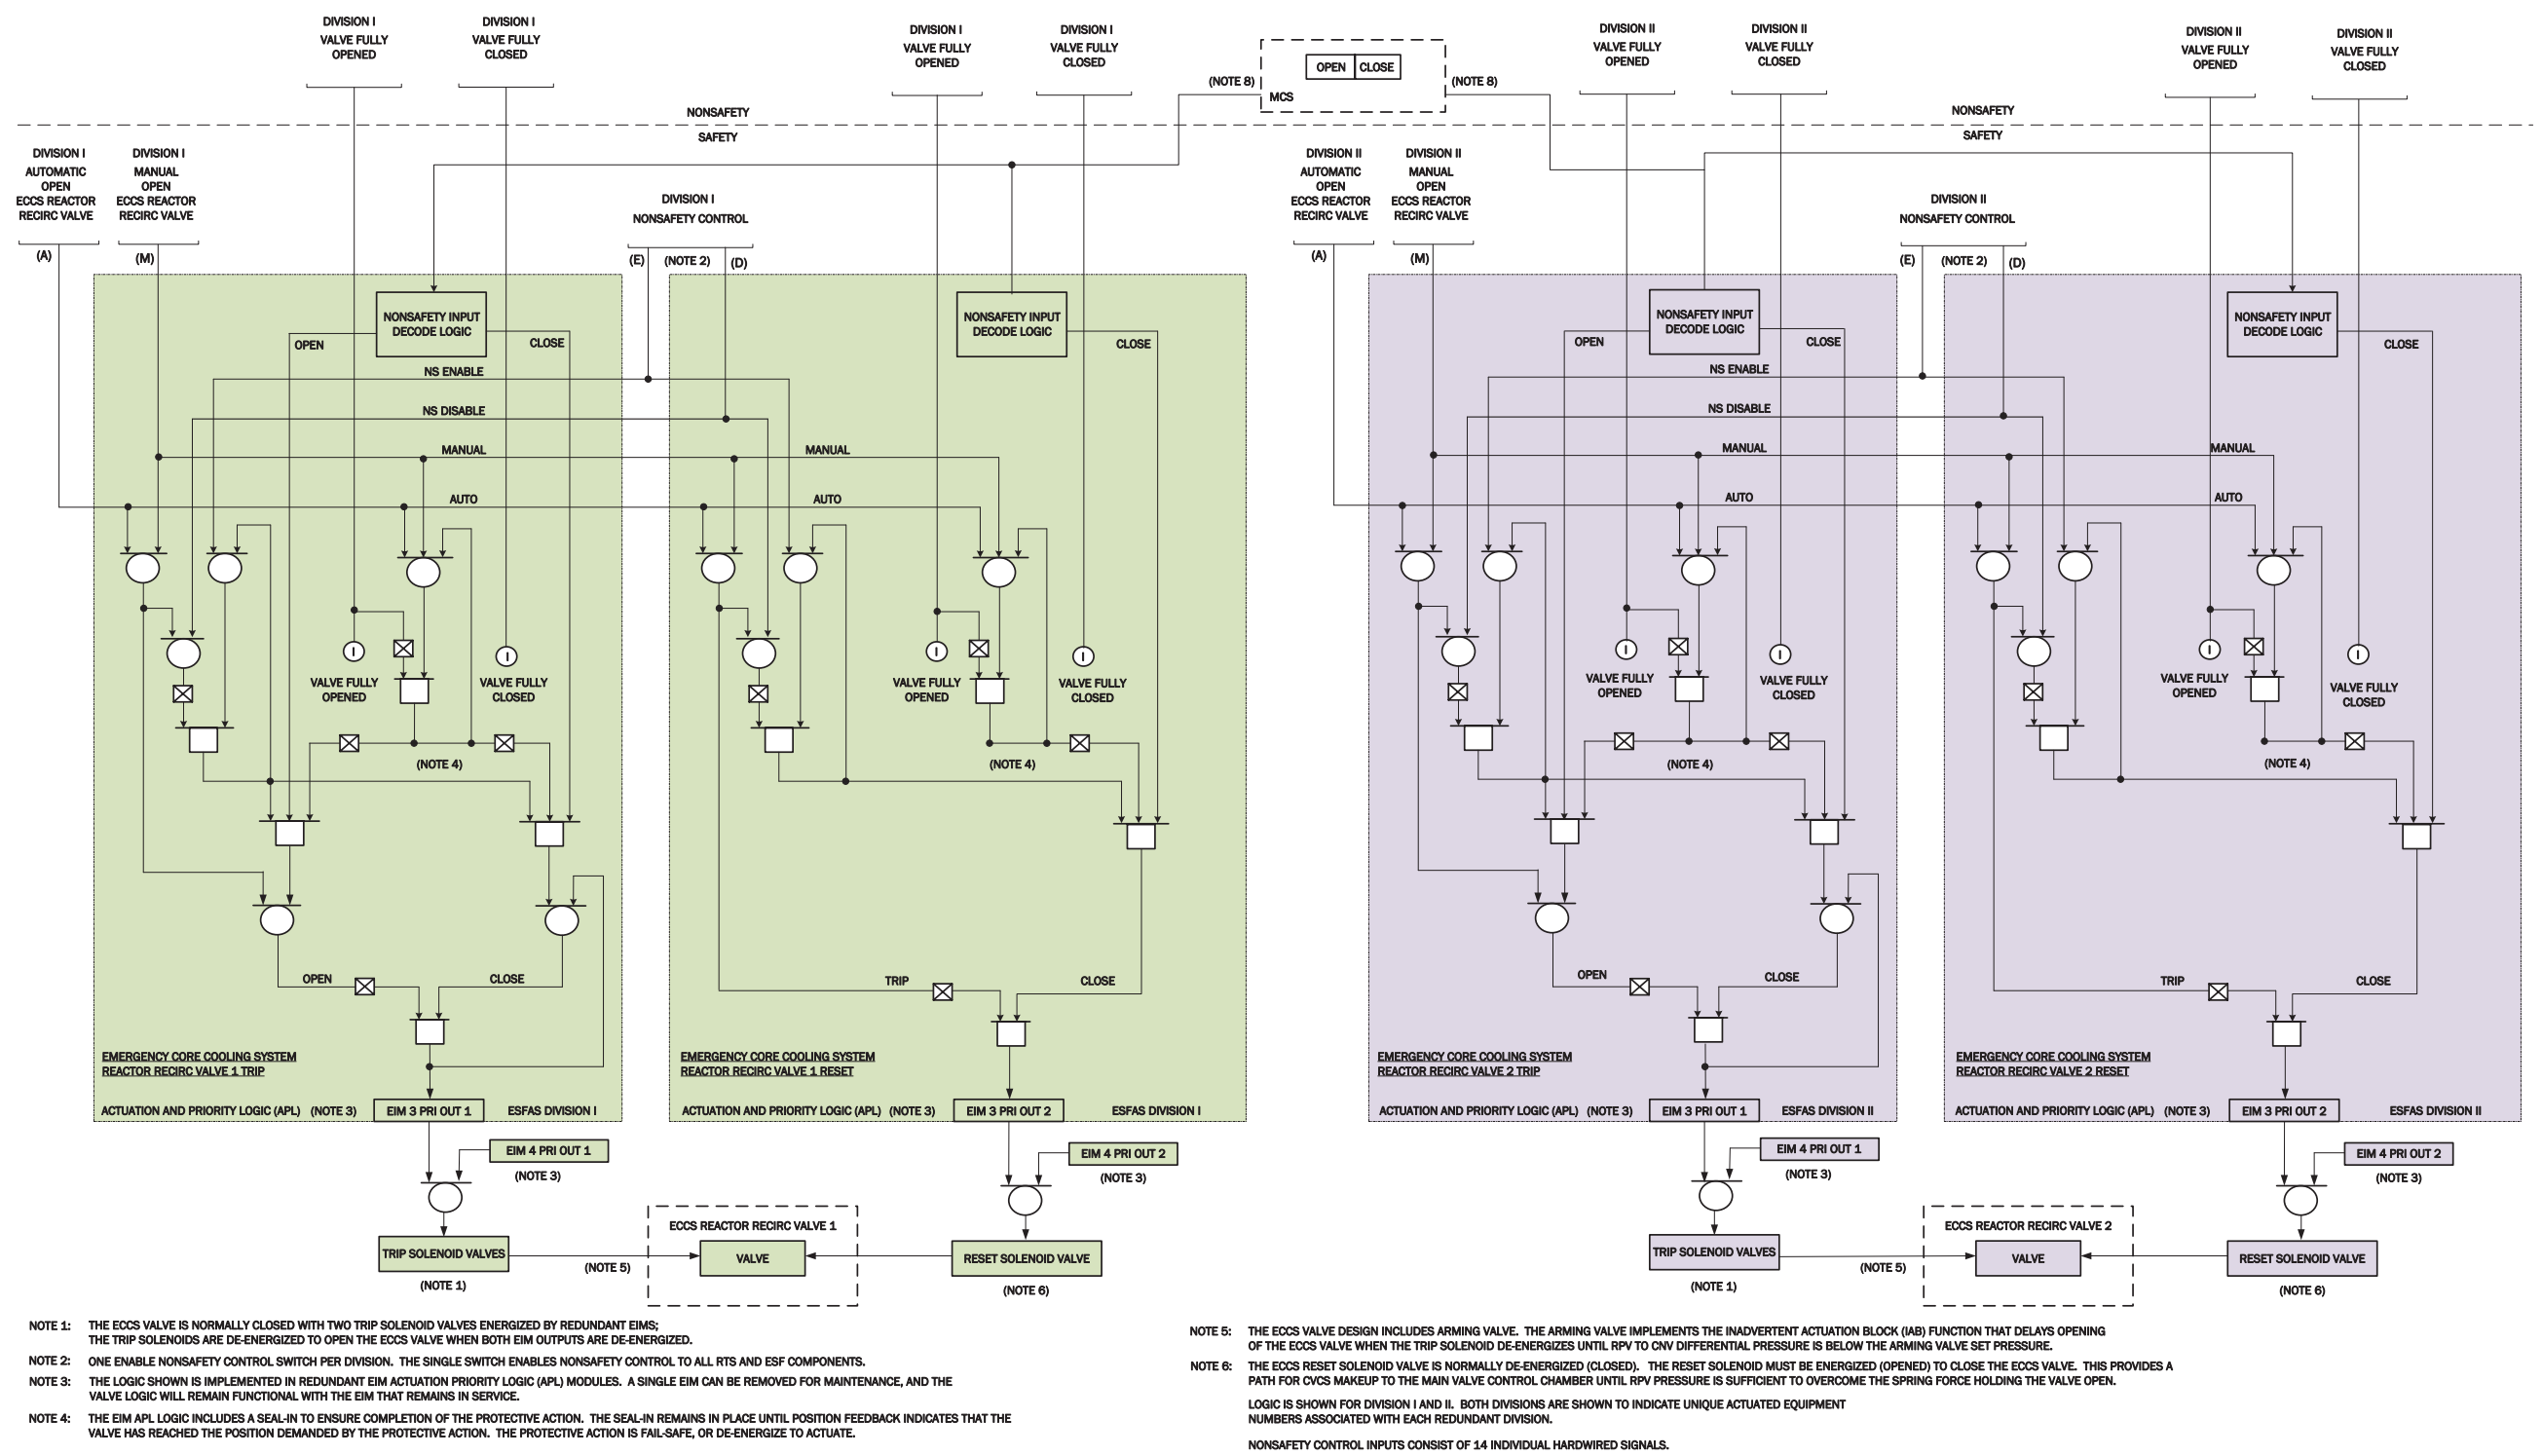 DIVISION I
VALVE FULLY
OPENED
DIVISION I
VALVE FULLY
CLOSED
DIVISION I
VALVE FULLY
OPENED
DIVISION I
VALVE FULLY
CLOSED
(NOTE 8)
OPEN CLOSE
MCS
(NOTE 8)
DIVISION II
VALVE FULLY
OPENED
DIVISION II
VALVE FULLY
CLOSED
DIVISION II
VALVE FULLY
OPENED
DIVISION II
VALVE FULLY
CLOSED
NONSAFETY
SAFETY
NONSAFETY
SAFETY
DIVISION I
AUTOMATIC
OPEN
ECCS REACTOR
RECIRC VALVE
(A)
DIVISION I
MANUAL
OPEN
ECCS REACTOR
RECIRC VALVE
(M)
DIVISION I
NONSAFETY CONTROL
(E) (NOTE 2) (D)
DIVISION II
AUTOMATIC
OPEN
ECCS REACTOR
RECIRC VALVE
(A)
DIVISION II
MANUAL
OPEN
ECCS REACTOR
RECIRC VALVE
(M)
DIVISION II
NONSAFETY CONTROL
(E) (NOTE 2) (D)
NONSAFETY INPUT
DECODE LOGIC
OPEN
CLOSE
NS ENABLE
NS DISABLE
MANUAL
AUTO
I
VALVE FULLY
OPENED
I
VALVE FULLY
CLOSED
(NOTE 4)
OPEN
CLOSE
EMERGENCY CORE COOLING SYSTEM
REACTOR RECIRC VALVE 1 TRIP
ACTUATION AND PRIORITY LOGIC (APL) (NOTE 3)
EIM 3 PRI OUT 1
ESFAS DIVISION I
NONSAFETY INPUT
DECODE LOGIC
CLOSE
MANUAL
AUTO
I
VALVE FULLY
OPENED
I
VALVE FULLY
CLOSED
(NOTE 4)
TRIP
CLOSE
EMERGENCY CORE COOLING SYSTEM
REACTOR RECIRC VALVE 1 RESET
ACTUATION AND PRIORITY LOGIC (APL) (NOTE 3)
EIM 3 PRI OUT 2
ESFAS DIVISION I
NONSAFETY INPUT
DECODE LOGIC
OPEN
CLOSE
NS ENABLE
NS DISABLE
MANUAL
AUTO
I
VALVE FULLY
OPENED
I
VALVE FULLY
CLOSED
(NOTE 4)
OPEN
CLOSE
EMERGENCY CORE COOLING SYSTEM
REACTOR RECIRC VALVE 2 TRIP
ACTUATION AND PRIORITY LOGIC (APL) (NOTE 3)
EIM 3 PRI OUT 1
ESFAS DIVISION II
NONSAFETY INPUT
DECODE LOGIC
CLOSE
MANUAL
AUTO
I
VALVE FULLY
OPENED
I
VALVE FULLY
CLOSED
(NOTE 4)
TRIP
CLOSE
EMERGENCY CORE COOLING SYSTEM
REACTOR RECIRC VALVE 2 RESET
ACTUATION AND PRIORITY LOGIC (APL) (NOTE 3)
EIM 3 PRI OUT 2
ESFAS DIVISION II
EIM 4 PRI OUT 1
(NOTE 3)
TRIP SOLENOID VALVES
(NOTE 1)
(NOTE 5)
ECCS REACTOR RECIRC VALVE 1
VALVE
EIM 4 PRI OUT 2
(NOTE 3)
RESET SOLENOID VALVE
(NOTE 6)
EIM 4 PRI OUT 1
(NOTE 3)
TRIP SOLENOID VALVES
(NOTE 1)
(NOTE 5)
ECCS REACTOR RECIRC VALVE 2
VALVE
EIM 4 PRI OUT 2
(NOTE 3)
RESET SOLENOID VALVE
(NOTE 6)
NOTE 1: THE ECCS VALVE IS NORMALLY CLOSED WITH TWO TRIP SOLENOID VALVES ENERGIZED BY REDUNDANT EIMS;
THE TRIP SOLENOIDS ARE DE-ENERGIZED TO OPEN THE ECCS VALVE WHEN BOTH EIM OUTPUTS ARE DE-ENERGIZED.
NOTE 2: ONE ENABLE NONSAFETY CONTROL SWITCH PER DIVISION. THE SINGLE SWITCH ENABLES NONSAFETY CONTROL TO ALL RTS AND ESF COMPONENTS.
NOTE 3: THE LOGIC SHOWN IS IMPLEMENTED IN REDUNDANT EIM ACTUATION PRIORITY LOGIC (APL) MODULES. A SINGLE EIM CAN BE REMOVED FOR MAINTENANCE, AND THE
VALVE LOGIC WILL REMAIN FUNCTIONAL WITH THE EIM THAT REMAINS IN SERVICE.
NOTE 4: THE EIM APL LOGIC INCLUDES A SEAL-IN TO ENSURE COMPLETION OF THE PROTECTIVE ACTION. THE SEAL-IN REMAINS IN PLACE UNTIL POSITION FEEDBACK INDICATES THAT THE
VALVE HAS REACHED THE POSITION DEMANDED BY THE PROTECTIVE ACTION. THE PROTECTIVE ACTION IS FAIL-SAFE, OR DE-ENERGIZE TO ACTUATE.
NOTE 5: THE ECCS VALVE DESIGN INCLUDES ARMING VALVE. THE ARMING VALVE IMPLEMENTS THE INADVERTENT ACTUATION BLOCK (IAB) FUNCTION THAT DELAYS OPENING
OF THE ECCS VALVE WHEN THE TRIP SOLENOID DE-ENERGIZES UNTIL RPV TO CNV DIFFERENTIAL PRESSURE IS BELOW THE ARMING VALVE SET PRESSURE.
NOTE 6: THE ECCS RESET SOLENOID VALVE IS NORMALLY DE-ENERGIZED (CLOSED). THE RESET SOLENOID MUST BE ENERGIZED (OPENED) TO CLOSE THE ECCS VALVE. THIS PROVIDES A
PATH FOR CVCS MAKEUP TO THE MAIN VALVE CONTROL CHAMBER UNTIL RPV PRESSURE IS SUFFICIENT TO OVERCOME THE SPRING FORCE HOLDING THE VALVE OPEN.
LOGIC IS SHOWN FOR DIVISION I AND II. BOTH DIVISIONS ARE SHOWN TO INDICATE UNIQUE ACTUATED EQUIPMENT
NUMBERS ASSOCIATED WITH EACH REDUNDANT DIVISION.
NONSAFETY CONTROL INPUTS CONSIST OF 14 INDIVIDUAL HARDWIRED SIGNALS.